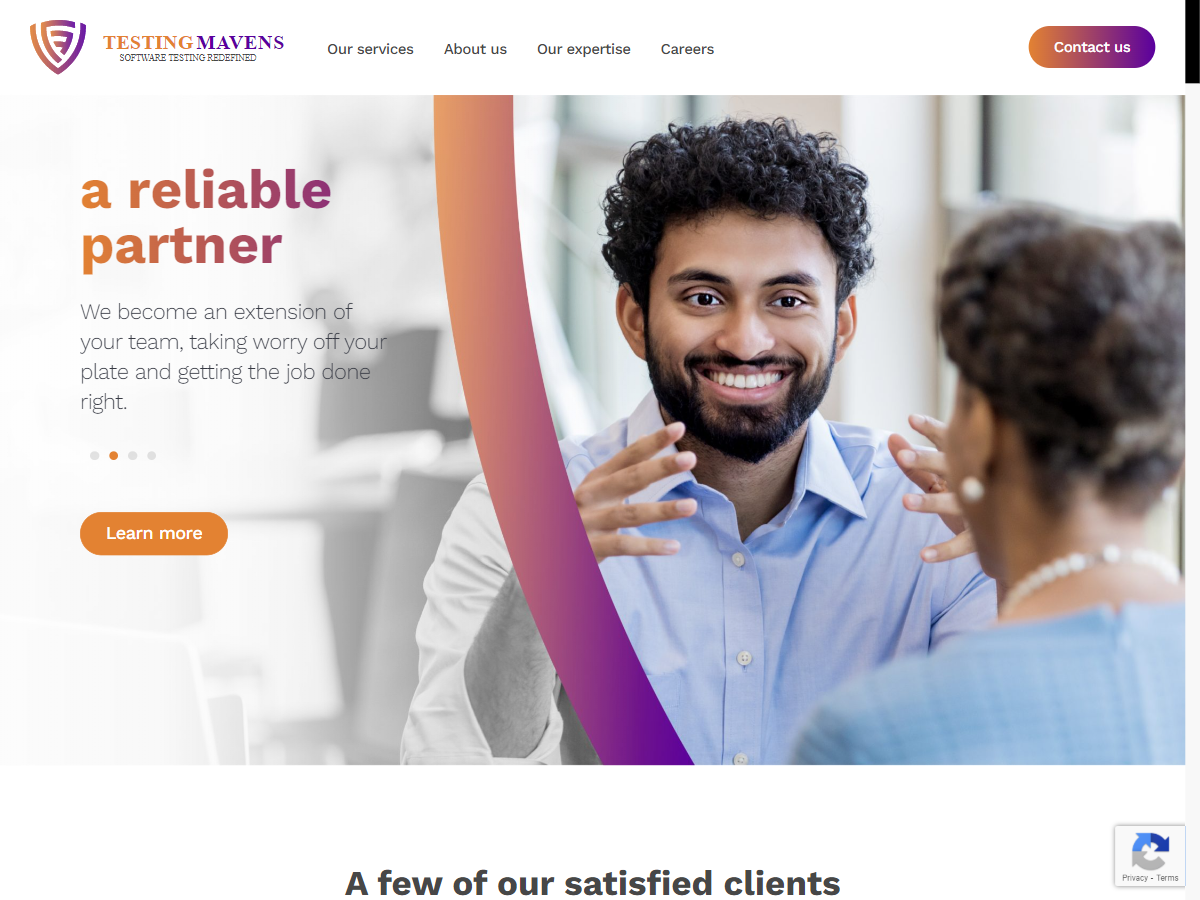 TESTING MAVENS
SOFTWARE TESTING REDEFINED
Our services
About us
Our expertise
Careers
Contact us
a reliable
partner
We become an extension of
your team, taking worry off your
plate and getting the job done
right.
Learn more
A few of our satisfied clients
Privacy - Terms